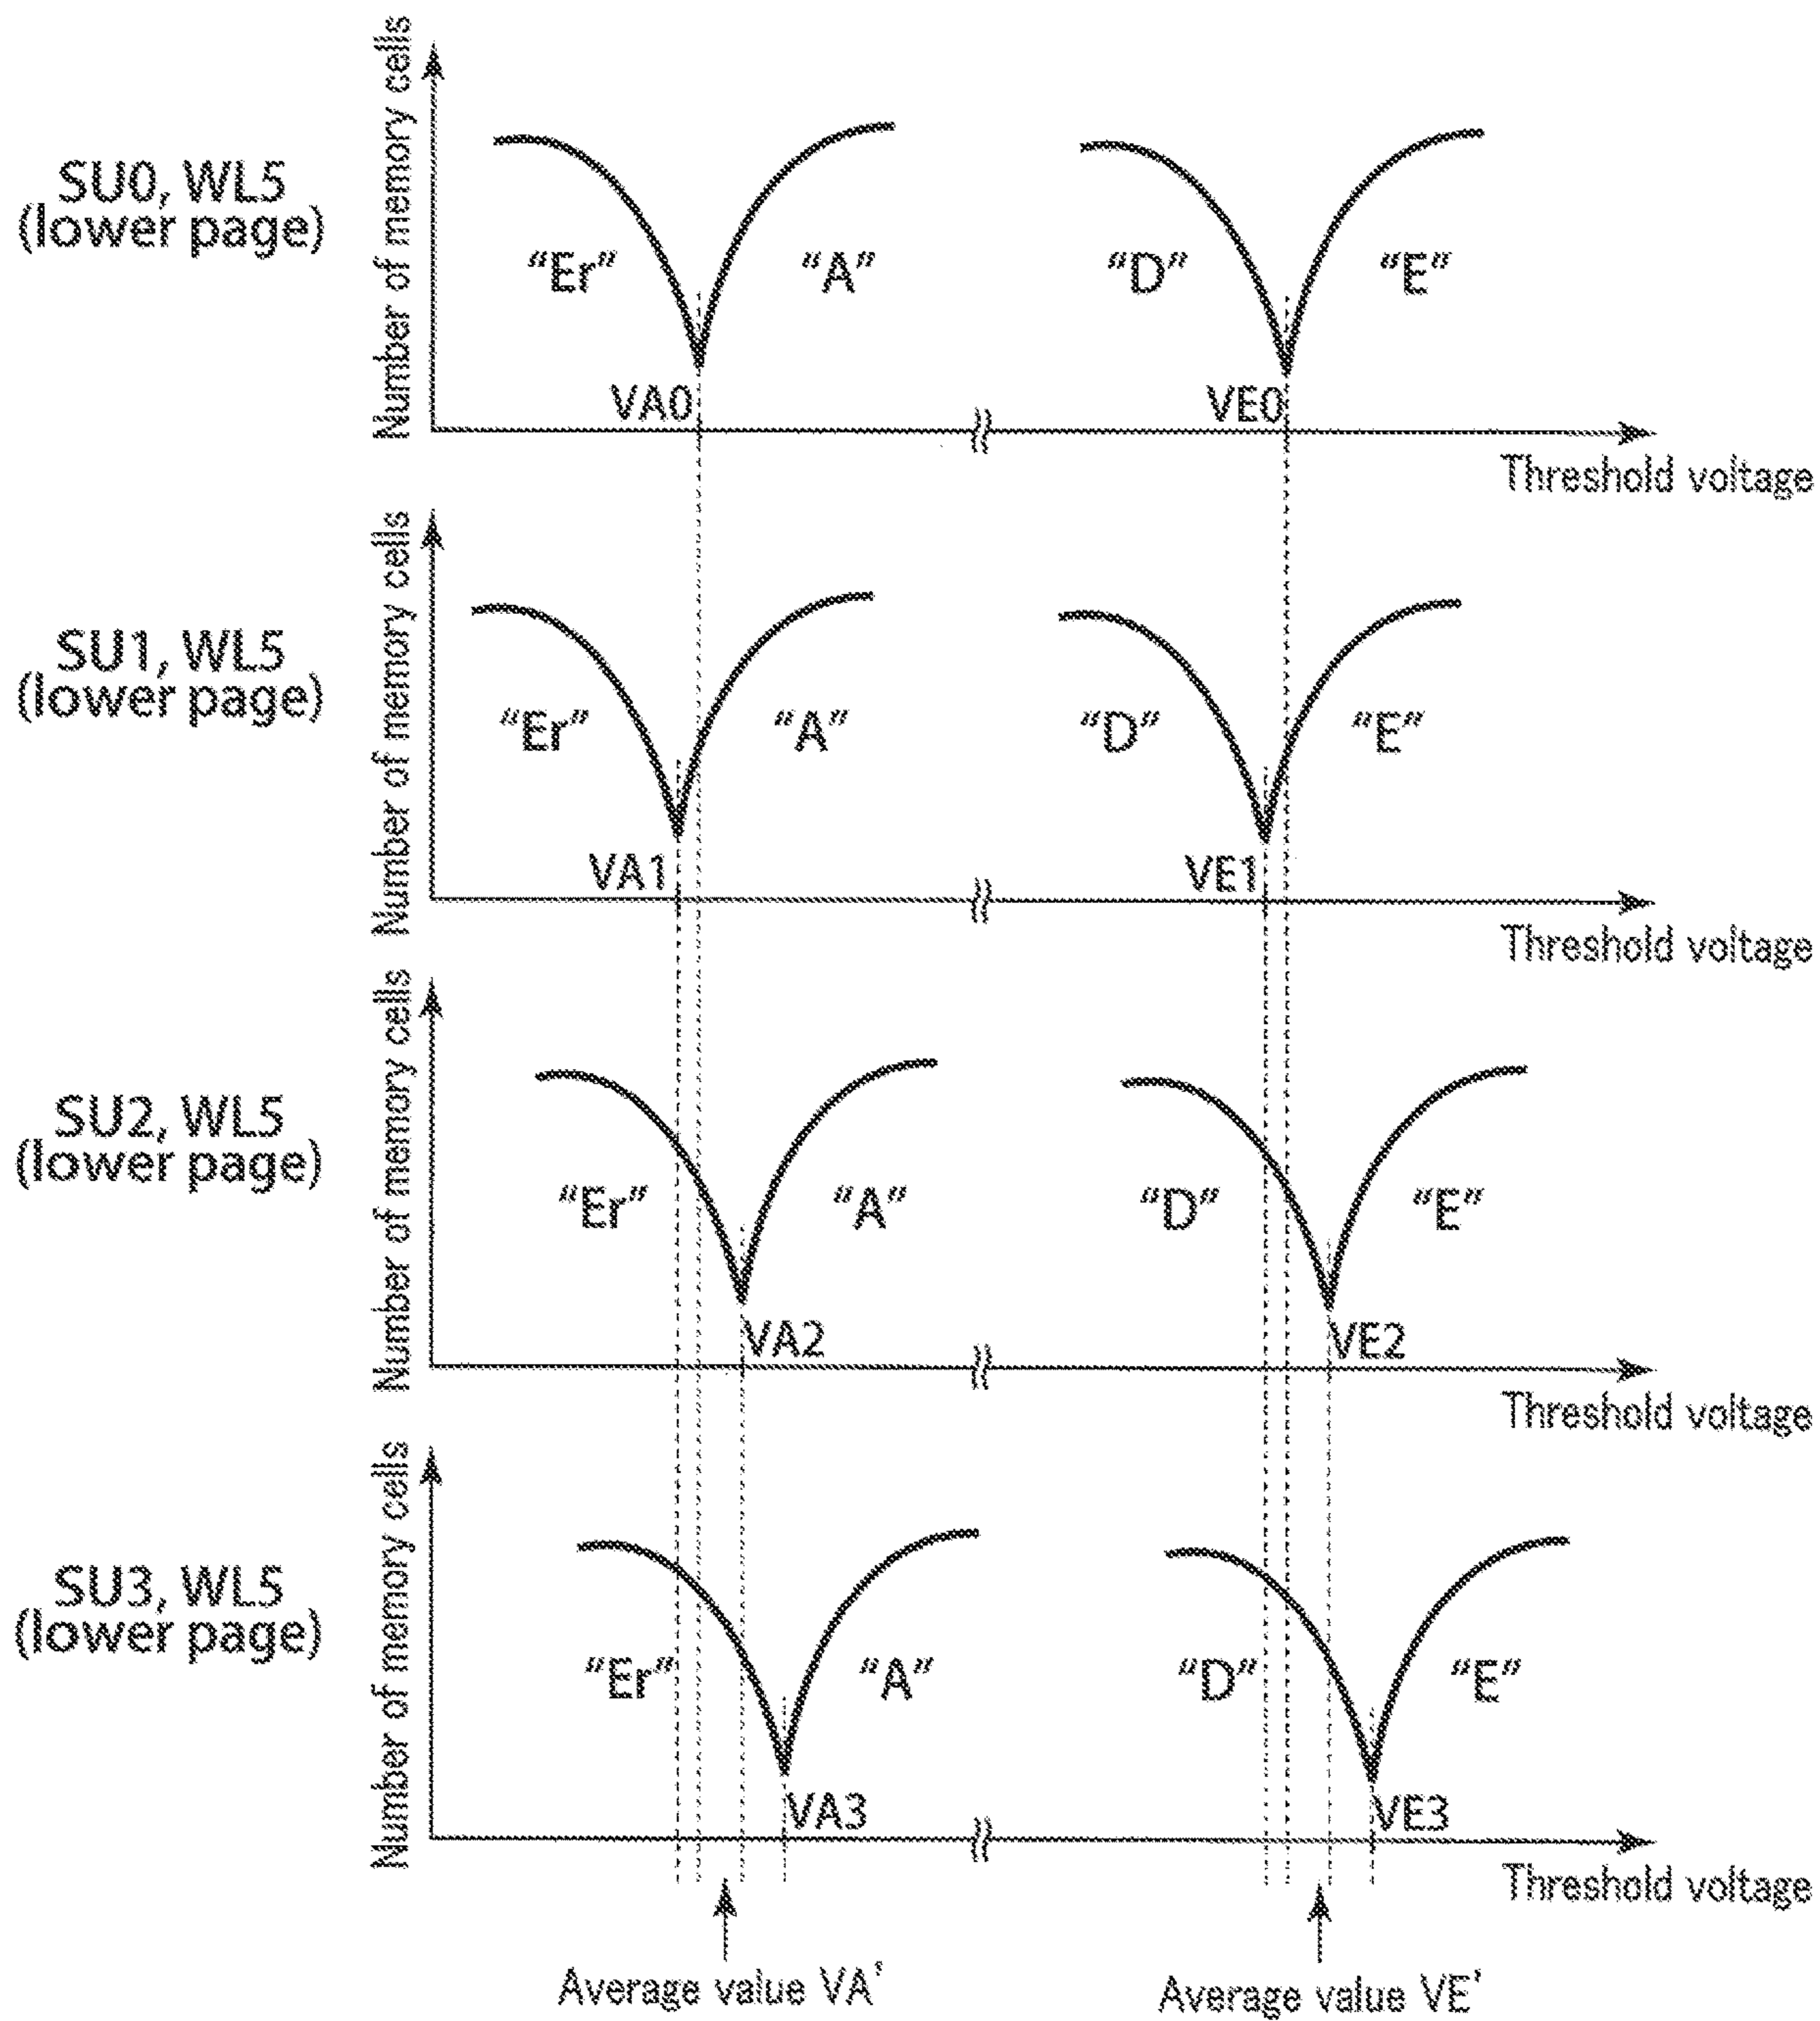 Number of memory cells
SU0, WL5
(lower page)
“Er”
“A”
“D”
“E”
VA0
VE0
Threshold voltage
Number of memory cells
SU1, WL5
(lower page)
“Er”
“A”
“D”
“E”
VA1
VE1
Threshold voltage
Number of memory cells
SU2, WL5
(lower page)
“Er”
“A”
“D”
“E”
VA2
VE2
Threshold voltage
Number of memory cells
SU3, WL5
(lower page)
“Er”
“A”
“D”
“E”
VA3
VE3
Threshold voltage
Average value VA’
Average value VE’